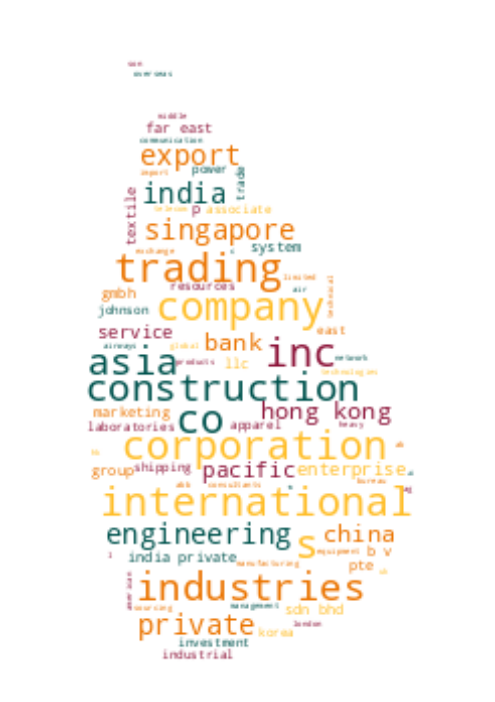 overseas
middle
far east
communication
export
import power
trade
india
textile
telecom p associate
singapore
system
exchange
trading
limited
resources
gmbh
air
company
johnson
service
east
bank
inc
airways global
asia
network
products
llc
technologies
construction
marketing
hong kong
co
laboratories
apparel
heavy
corporation
group
shipping
pacific
enterprise
bureau
abb consultants
international
engineering
s
china
equipment b v
india private
manufacturing
pte
industries
american
sourcing
management
sdn bhd
private
london
korea
investment
industrial